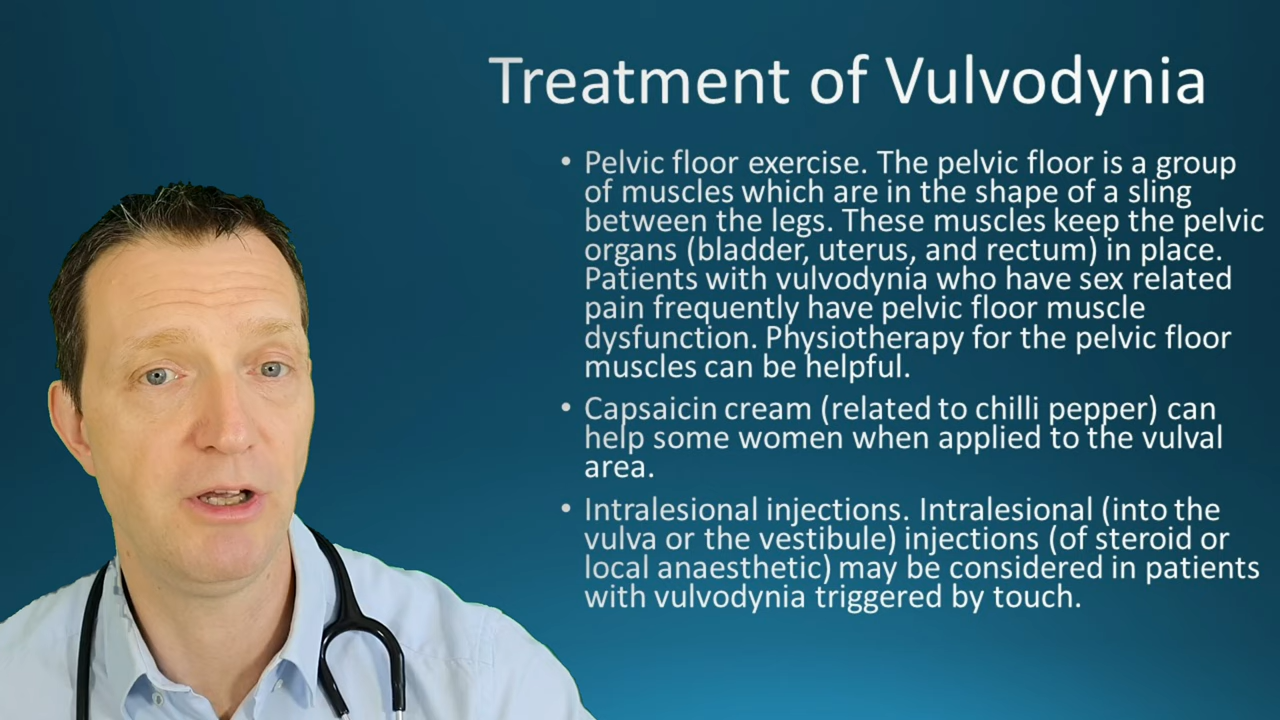 Treatment of Vulvodynia
• Pelvic floor exercise. The pelvic floor is a group
of muscles which are in the shape of a sling
between the legs. These muscles keep the pelvic
organs (bladder, uterus, and rectum) in place.
Patients with vulvodynia who have sex related
pain frequently have pelvic floor muscle
dysfunction. Physiotherapy for the pelvic floor
muscles can be helpful.
• Capsaicin cream (related to chilli pepper) can
help some women when applied to the vulval
area.
• Intralesional injections. Intralesional (into the
vulva or the vestibule) injections (of steroid or
local anaesthetic) may be considered in patients
with vulvodynia triggered by touch.